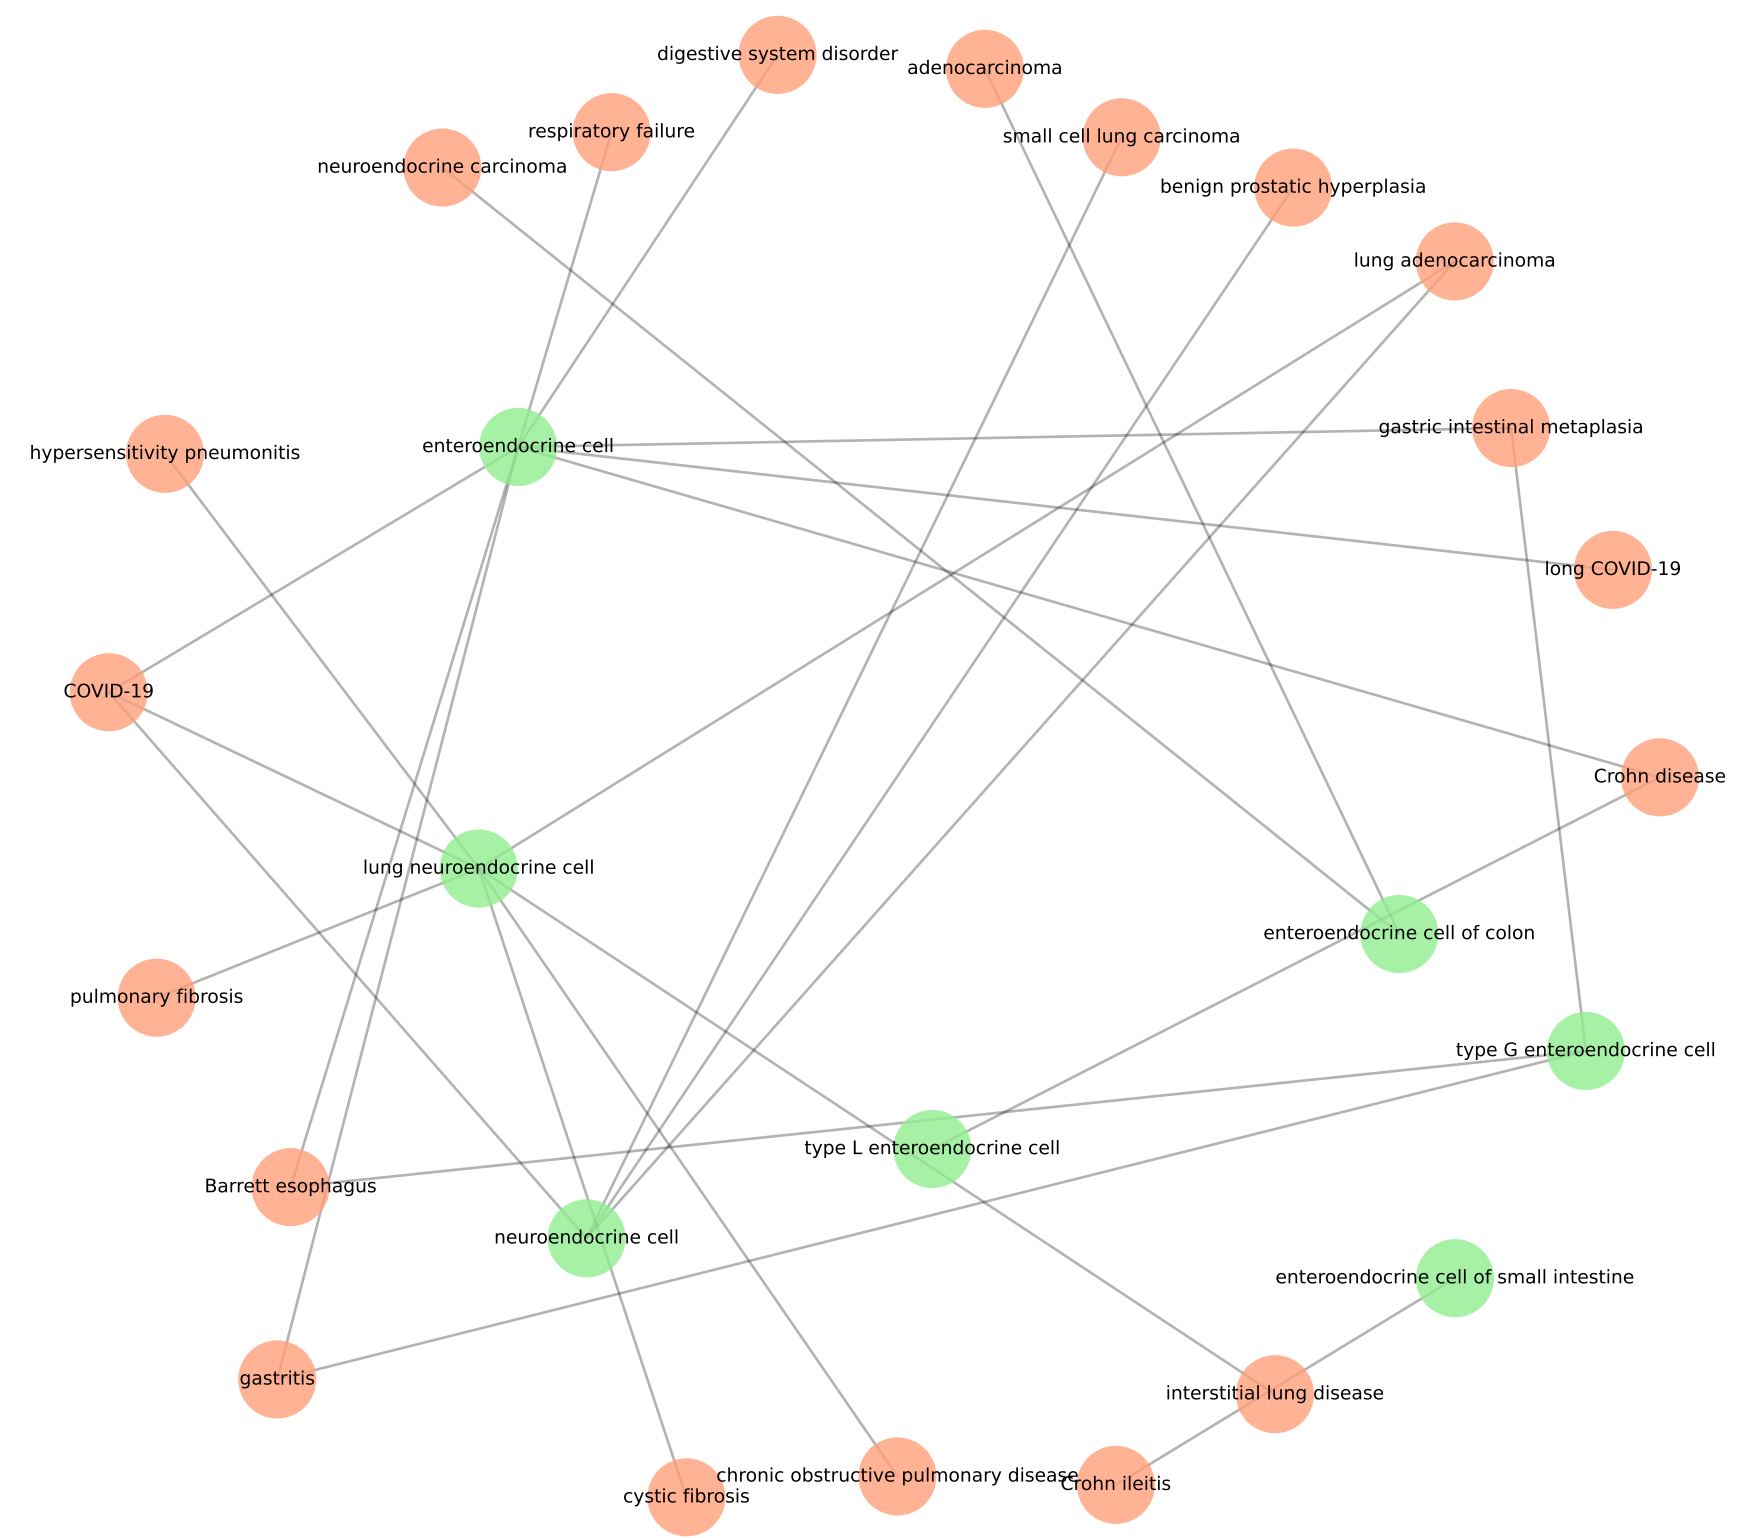 digestive system disorder
adenocarcinoma
respiratory failure
small cell lung carcinoma
neuroendocrine carcinoma
benign prostatic hyperplasia
lung adenocarcinoma
gastric intestinal metaplasia
enteroendocrine cell
hypersensitivity pneumonitis
long COVID-19
COVID-19
Crohn disease
lung neuroendocrine cell
enteroendocrine cell of colon
pulmonary fibrosis
type G enteroendocrine cell
type L enteroendocrine cell
Barrett esophagus
neuroendocrine cell
enteroendocrine cell of small intestine
gastritis
interstitial lung disease
chronic obstructive pulmonary disease
Crohn ileitis
cystic fibrosis